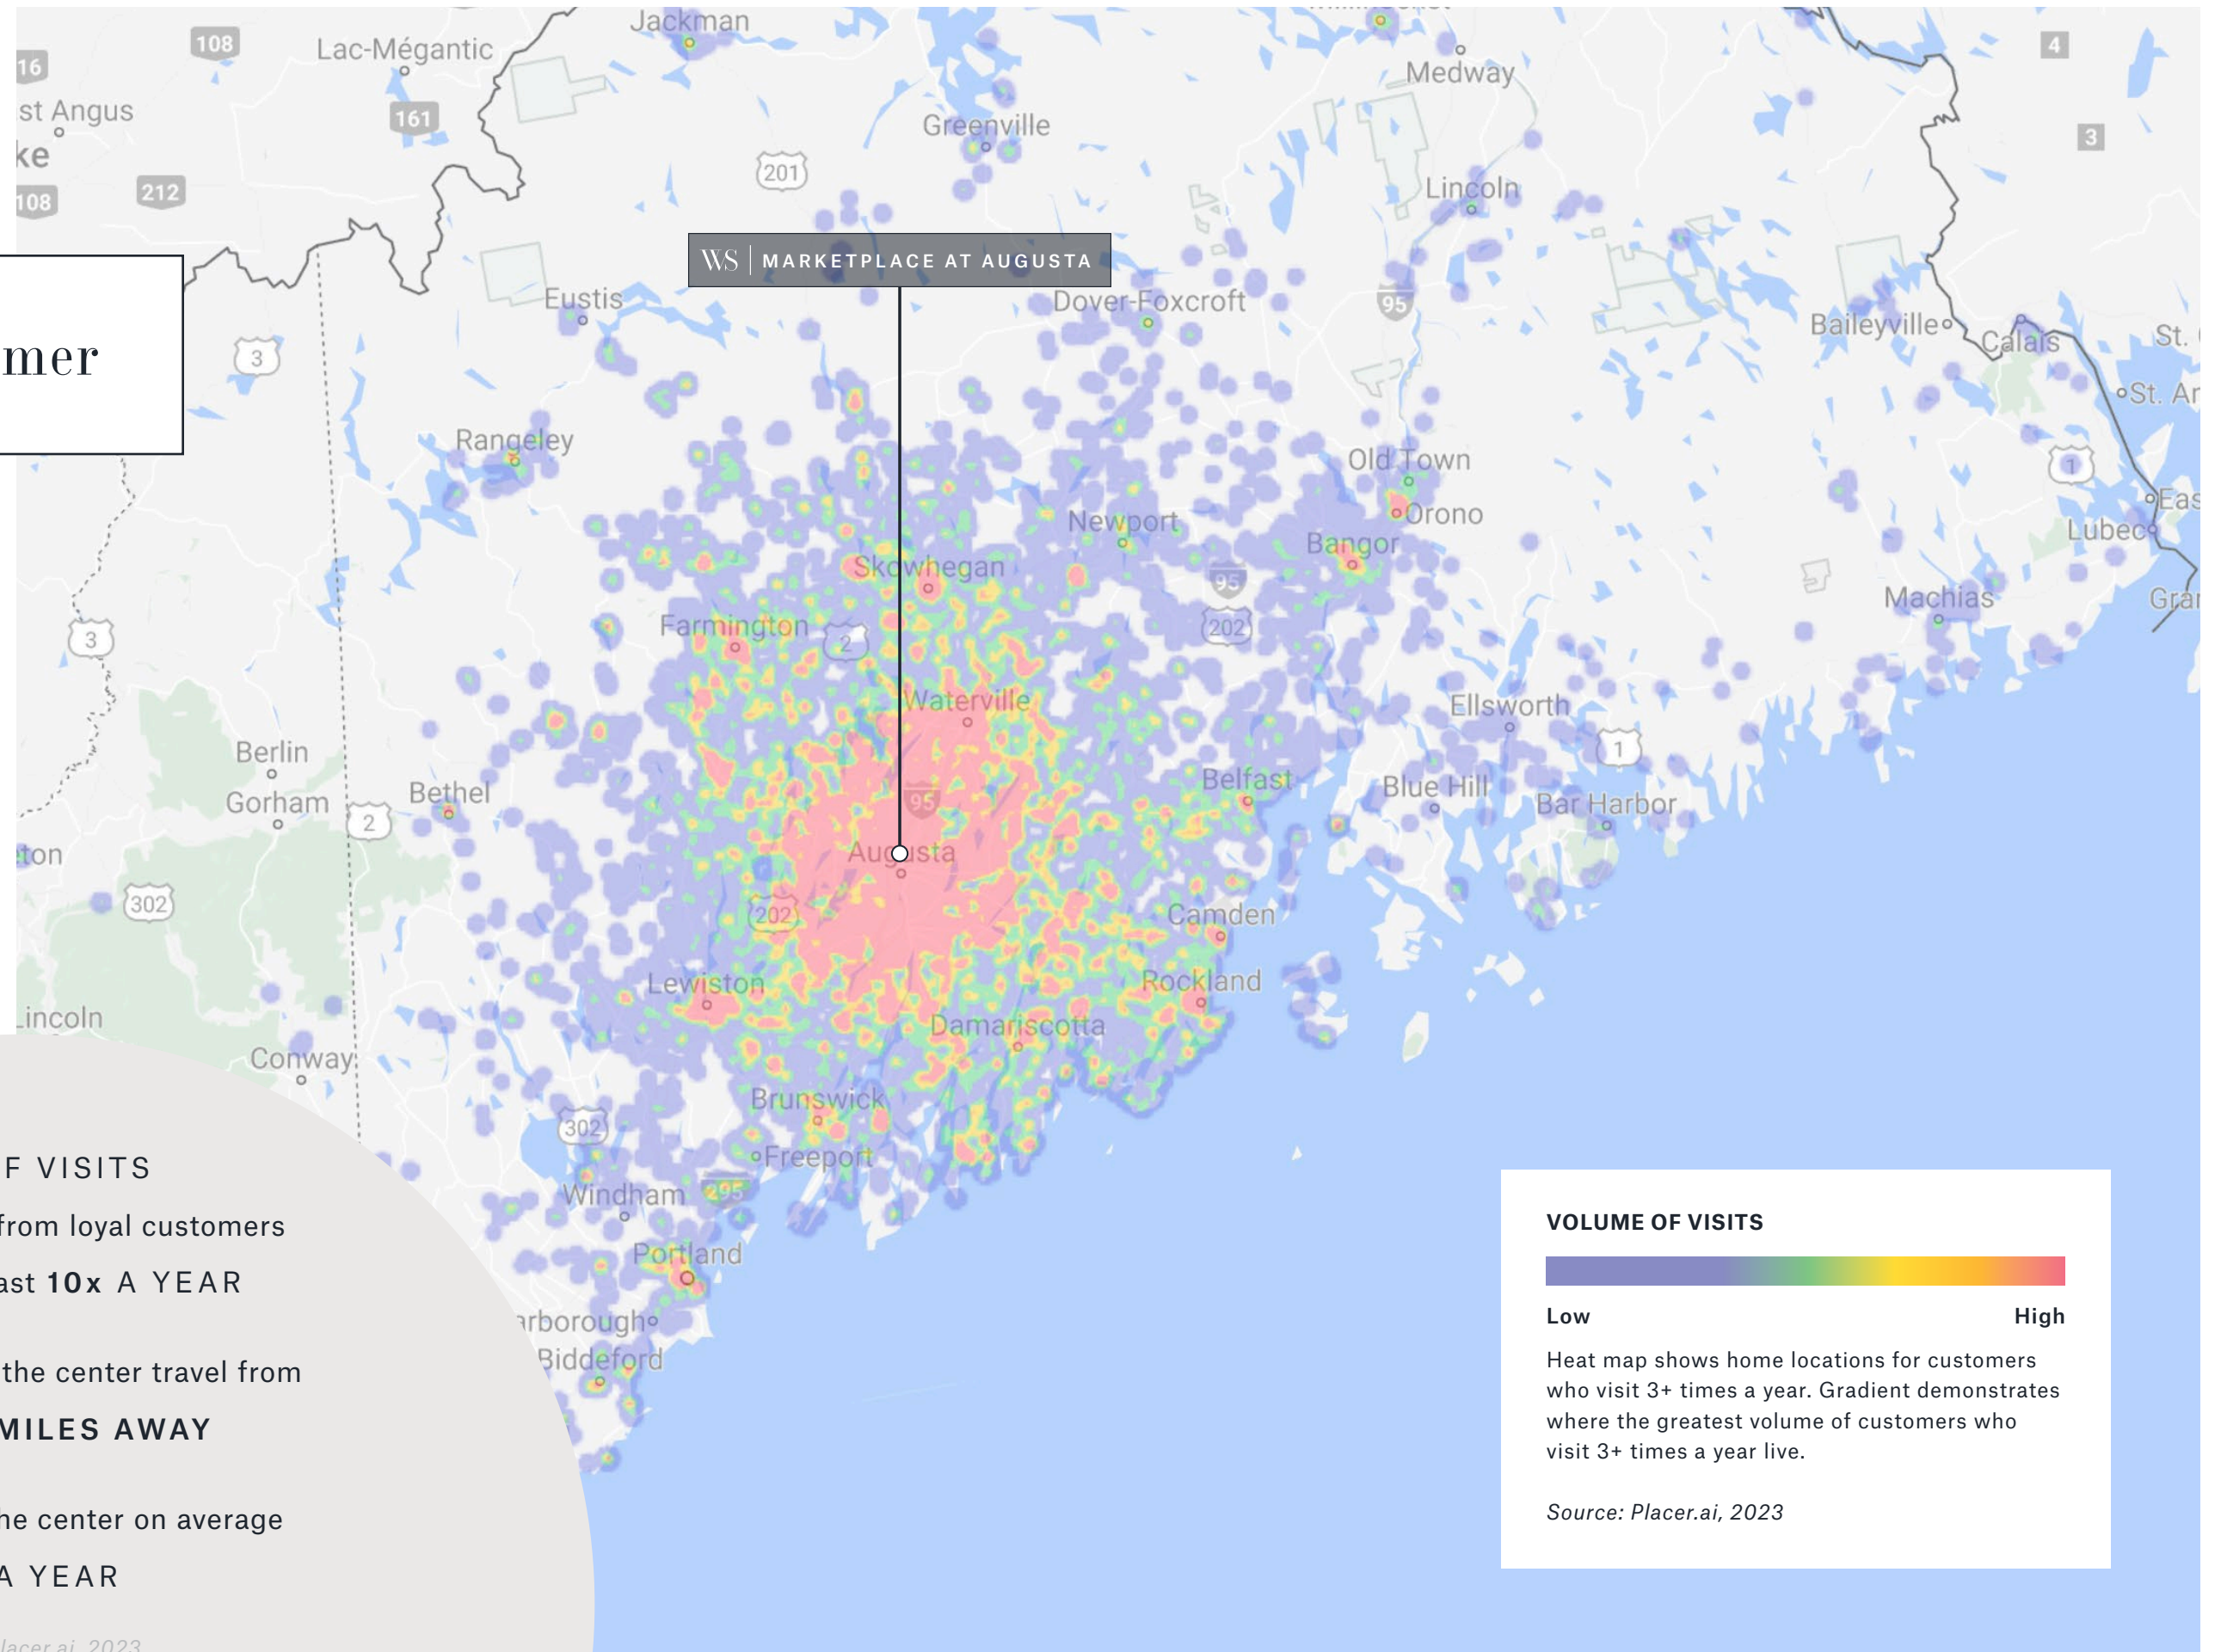 Jackman
108
Lac-Mégantic
16
4
Medway
st Angus
161
Greenville
3
ke
201
Lincoln
212
108
WS | MARKETPLACE AT AUGUSTA
Eustis
Dover-Foxcroft
95
Baileyville
Calais
St.
mer
3
St. Ar
Rangeley
Old Town
1
Eas
Newport
Orono
Lubec
Bangor
Skowhegan
95
Machias
Gra
Farmington
2
202
3
Waterville
Ellsworth
Berlin
1
Belfast
Bethel
95
Blue Hill
Gorham
Bar Harbor
2
eton
Augusta
302
202
Camden
Lewiston
Rockland
Lincoln
Damariscotta
Conway
Brunswick
302
Freeport
F VISITS
Windham
295
from loyal customers
Portland
ast 10x A YEAR
arborough
Biddeford
the center travel from
MILES AWAY
he center on average
A YEAR
lacer.ai, 2023
VOLUME OF VISITS
Low High
Heat map shows home locations for customers
who visit 3+ times a year. Gradient demonstrates
where the greatest volume of customers who
visit 3+ times a year live.
Source: Placer.ai, 2023